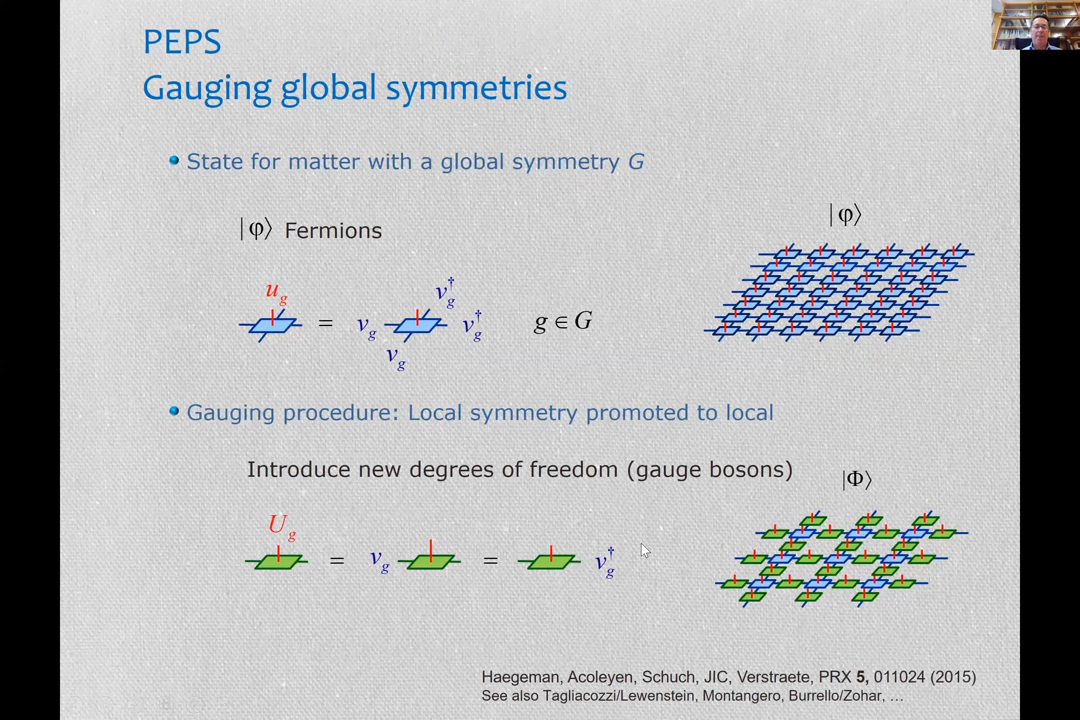 PEPS
Gauging global symmetries
State for matter with a global symmetry G
|φ⟩
|φ⟩ Fermions
u_g = v_g v_g† v_g† v_g g ∈ G
Gauging procedure: Local symmetry promoted to local
Introduce new degrees of freedom (gauge bosons)
|Φ⟩
U_g = v_g = v_g†
Haegeman, Acoleyen, Schuch, JIC, Verstraete, PRX 5, 011024 (2015)
See also Tagliacozzi/Lewenstein, Montangero, Burrello/Zohar, …